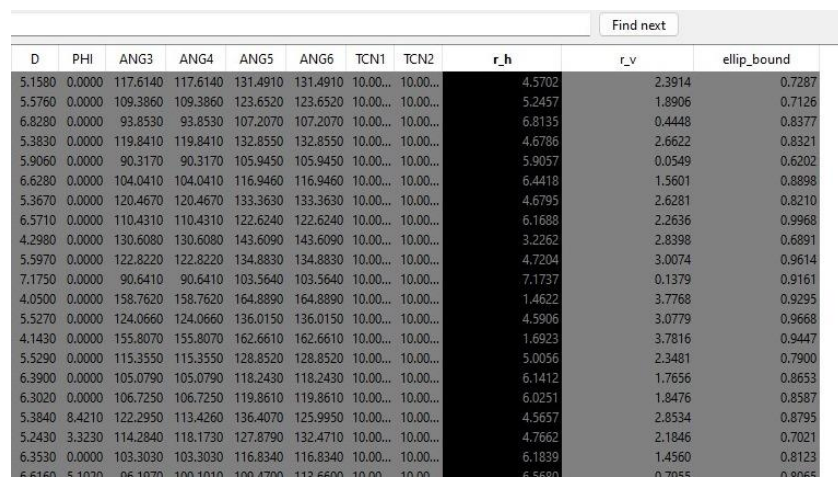 Find next
D PHI ANG3 ANG4 ANG5 ANG6 TCN1 TCN2 r_h r_v ellip_bound
5.1580 0.0000 117.6140 117.6140 131.4910 131.4910 10.00... 10.00... 4.5702 2.3914 0.7287
5.5760 0.0000 109.3860 109.3860 123.6520 123.6520 10.00... 10.00... 5.2457 1.8906 0.7126
6.8280 0.0000 93.8530 93.8530 107.2070 107.2070 10.00... 10.00... 6.8135 0.4448 0.8377
5.3830 0.0000 119.8410 119.8410 132.8550 132.8550 10.00... 10.00... 4.6786 2.6622 0.8321
5.9060 0.0000 90.3170 90.3170 105.9450 105.9450 10.00... 10.00... 5.9057 0.0549 0.6202
6.6280 0.0000 104.0410 104.0410 116.9460 116.9460 10.00... 10.00... 6.4418 1.5601 0.8898
5.3670 0.0000 120.4670 120.4670 133.3630 133.3630 10.00... 10.00... 4.6795 2.6281 0.8210
6.5710 0.0000 110.4310 110.4310 122.6240 122.6240 10.00... 10.00... 6.1688 2.2636 0.9968
4.2980 0.0000 130.6080 130.6080 143.6090 143.6090 10.00... 10.00... 3.2262 2.8398 0.6891
5.5970 0.0000 122.8220 122.8220 134.8830 134.8830 10.00... 10.00... 4.7204 3.0074 0.9614
7.1750 0.0000 90.6410 90.6410 103.5640 103.5640 10.00... 10.00... 7.1737 0.1379 0.9161
4.0500 0.0000 158.7620 158.7620 164.8890 164.8890 10.00... 10.00... 1.4622 3.7768 0.9295
5.5270 0.0000 124.0660 124.0660 136.0150 136.0150 10.00... 10.00... 4.5906 3.0779 0.9668
4.1430 0.0000 155.8070 155.8070 162.6610 162.6610 10.00... 10.00... 1.6923 3.7816 0.9447
5.5290 0.0000 115.3550 115.3550 128.8520 128.8520 10.00... 10.00... 5.0056 2.3481 0.7900
6.3900 0.0000 105.0790 105.0790 118.2430 118.2430 10.00... 10.00... 6.1412 1.7656 0.8653
6.3020 0.0000 106.7250 106.7250 119.8610 119.8610 10.00... 10.00... 6.0251 1.8476 0.8587
5.3840 8.4210 122.2950 113.4260 136.4070 125.9950 10.00... 10.00... 4.5657 2.8534 0.8795
5.2430 3.3230 114.2840 118.1730 127.8790 132.4710 10.00... 10.00... 4.7662 2.1846 0.7021
6.3530 0.0000 103.3030 103.3030 116.8340 116.8340 10.00... 10.00... 6.1839 1.4560 0.8123